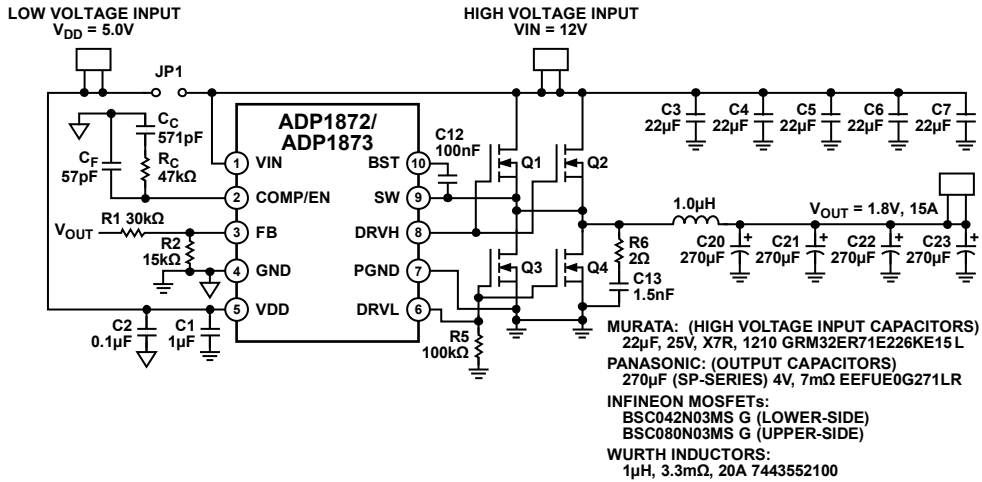 LOW VOLTAGE INPUT
V_DD = 5.0V
HIGH VOLTAGE INPUT
VIN = 12V
JP1
C3
22µF
C4
22µF
C5
22µF
C6
22µF
C7
22µF
C_C
571pF
C_F
57pF
R_C
47kΩ
ADP1872/
ADP1873
1 VIN
2 COMP/EN
3 FB
4 GND
5 VDD
BST 10
SW 9
DRVH 8
PGND 7
DRVL 6
C12
100nF
Q1
Q2
Q3
Q4
V_OUT
R1 30kΩ
R2
15kΩ
C2
0.1µF
C1
1µF
R5
100kΩ
R6
2Ω
C13
1.5nF
1.0µH
V_OUT = 1.8V, 15A
C20
270µF
+
C21
270µF
+
C22
270µF
+
C23
270µF
+
MURATA: (HIGH VOLTAGE INPUT CAPACITORS)
22µF, 25V, X7R, 1210 GRM32ER71E226KE15L
PANASONIC: (OUTPUT CAPACITORS)
270µF (SP-SERIES) 4V, 7mΩ EEFUE0G271LR
INFINEON MOSFETs:
BSC042N03MS G (LOWER-SIDE)
BSC080N03MS G (UPPER-SIDE)
WURTH INDUCTORS:
1µH, 3.3mΩ, 20A 7443552100